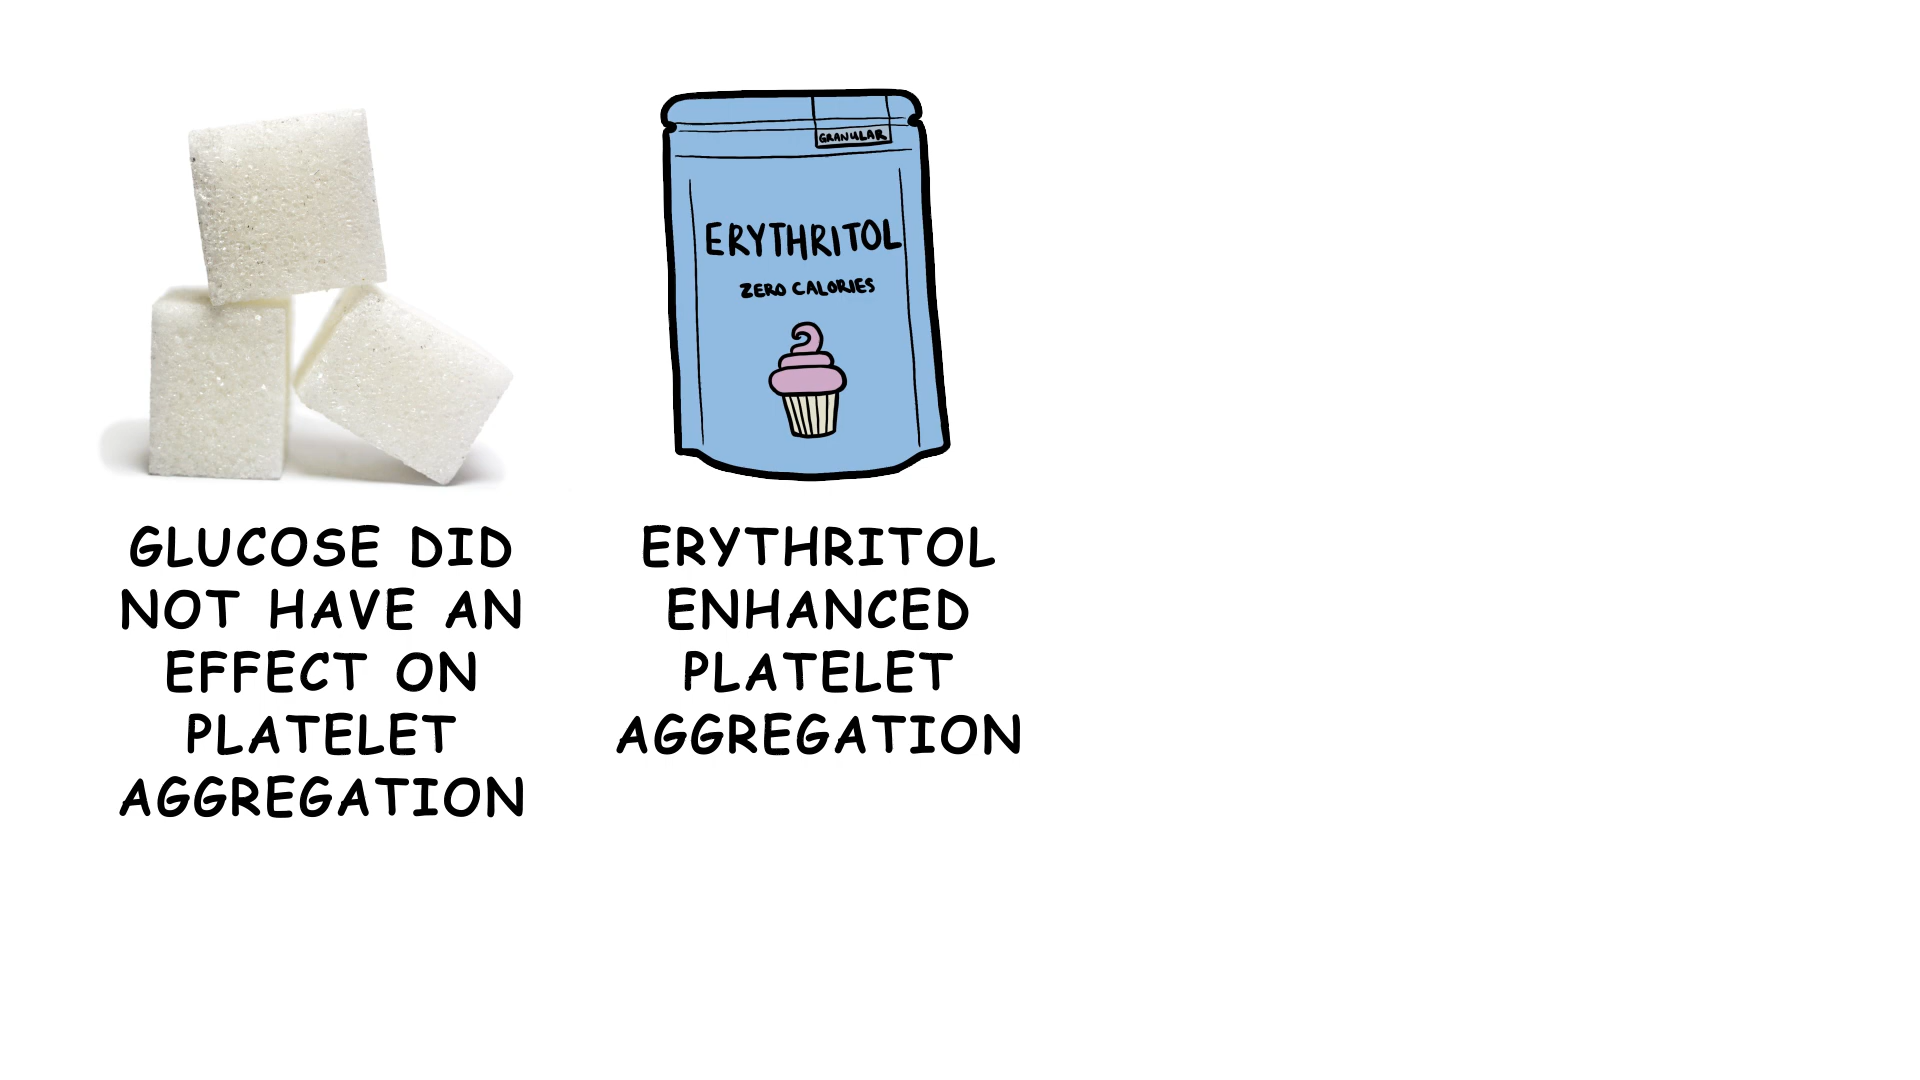 GRANULAR
ERYTHRITOL
ZERO CALORIES
GLUCOSE DID
NOT HAVE AN
EFFECT ON
PLATELET
AGGREGATION
ERYTHRITOL
ENHANCED
PLATELET
AGGREGATION